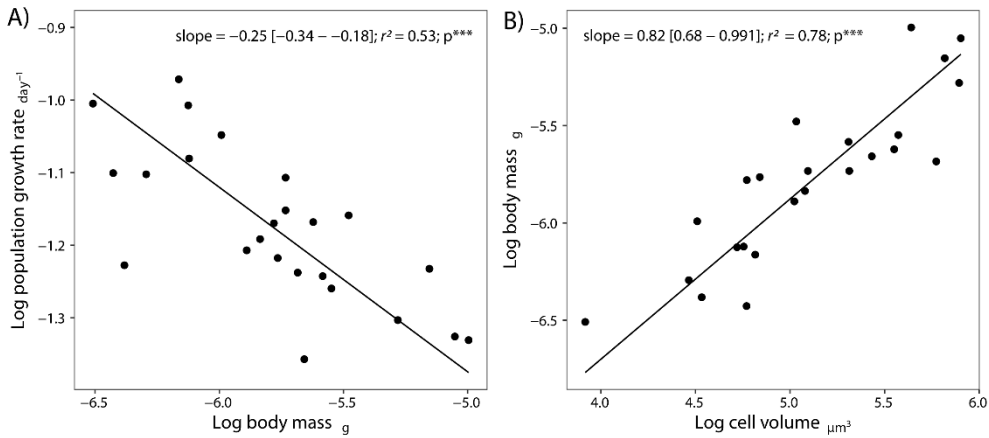 A)
slope = −0.25 [−0.34 – −0.18]; r² = 0.53; p***
Log population growth rate day⁻¹
−0.9
−1.0
−1.1
−1.2
−1.3
−6.5 −6.0 −5.5 −5.0
Log body mass g
B)
slope = 0.82 [0.68 – 0.991]; r² = 0.78; p***
Log body mass g
−5.0
−5.5
−6.0
−6.5
4.0 4.5 5.0 5.5 6.0
Log cell volume μm³